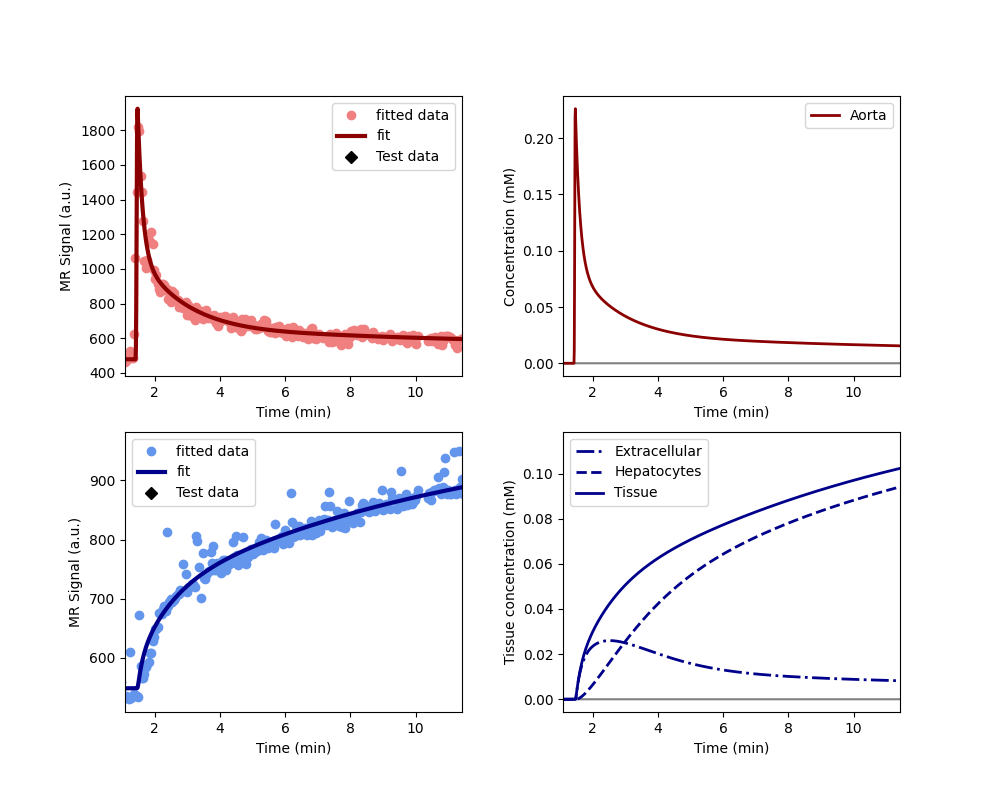 MR Signal (a.u.)
1800
1600
1400
1200
1000
800
600
400
fitted data
fit
Test data
2 4 6 8 10
Time (min)
Concentration (mM)
0.20
0.15
0.10
0.05
0.00
Aorta
2 4 6 8 10
Time (min)
MR Signal (a.u.)
900
800
700
600
fitted data
fit
Test data
2 4 6 8 10
Time (min)
Tissue concentration (mM)
0.10
0.08
0.06
0.04
0.02
0.00
Extracellular
Hepatocytes
Tissue
2 4 6 8 10
Time (min)